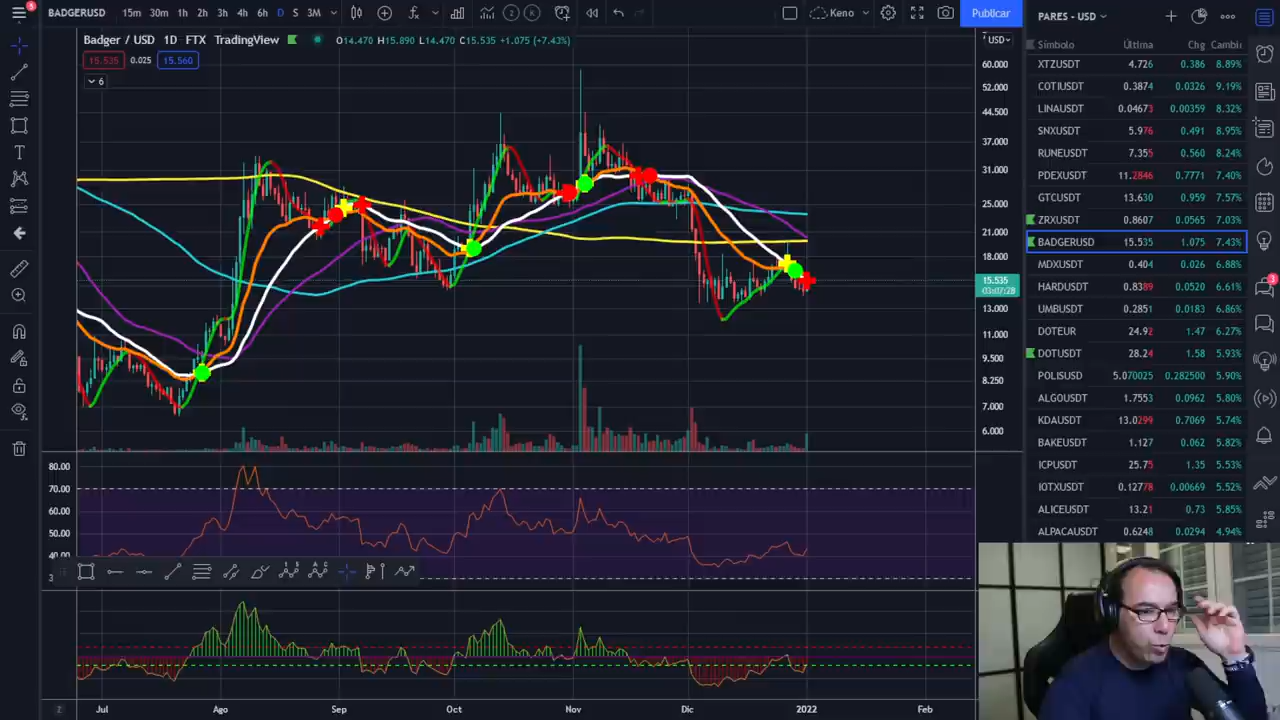 5
BADGERUSD
15m 30m 1h 2h 3h 4h 6h D S 3M
2
K
Keno
Publicar
PARES - USD
Badger / USD 1D FTX TradingView
O14.470 H15.890 L14.470 C15.535 +1.075 (+7.43%)
15.535 0.025 15.560
6
USD
60.000
52.000
44.500
37.000
31.000
25.000
21.000
18.000
15.535
13.000
11.000
9.500
8.250
7.000
6.000
80.00
70.00
60.00
50.00
40.00
3
Símbolo Última Chg Cambio
XTZUSDT 4.726 0.386 8.89%
COTIUSDT 0.3874 0.0326 9.19%
LINAUSDT 0.04673 0.00359 8.32%
SNXUSDT 5.976 0.491 8.95%
RUNEUSDT 7.355 0.560 8.24%
PDEXUSDT 11.2846 0.7771 7.40%
GTCUSDT 13.630 0.959 7.57%
ZRXUSDT 0.8607 0.0565 7.03%
BADGERUSD 15.535 1.075 7.43%
MDXUSDT 0.404 0.026 6.88%
HARDUSDT 0.8389 0.0520 6.61%
UMBUSDT 0.2851 0.0183 6.86%
DOTEUR 24.92 1.47 6.27%
DOTUSDT 28.24 1.58 5.93%
POLISUSD 5.070025 0.282500 5.90%
ALGOUSDT 1.7553 0.0962 5.80%
KDAUSDT 13.0299 0.7069 5.74%
BAKEUSDT 1.127 0.062 5.82%
ICPUSDT 25.75 1.35 5.53%
IOTXUSDT 0.12778 0.00669 5.52%
ALICEUSDT 13.21 0.73 5.85%
ALPACAUSDT 0.6248 0.0294 4.94%
3
Jul Ago Sep Oct Nov Dic 2022 Feb